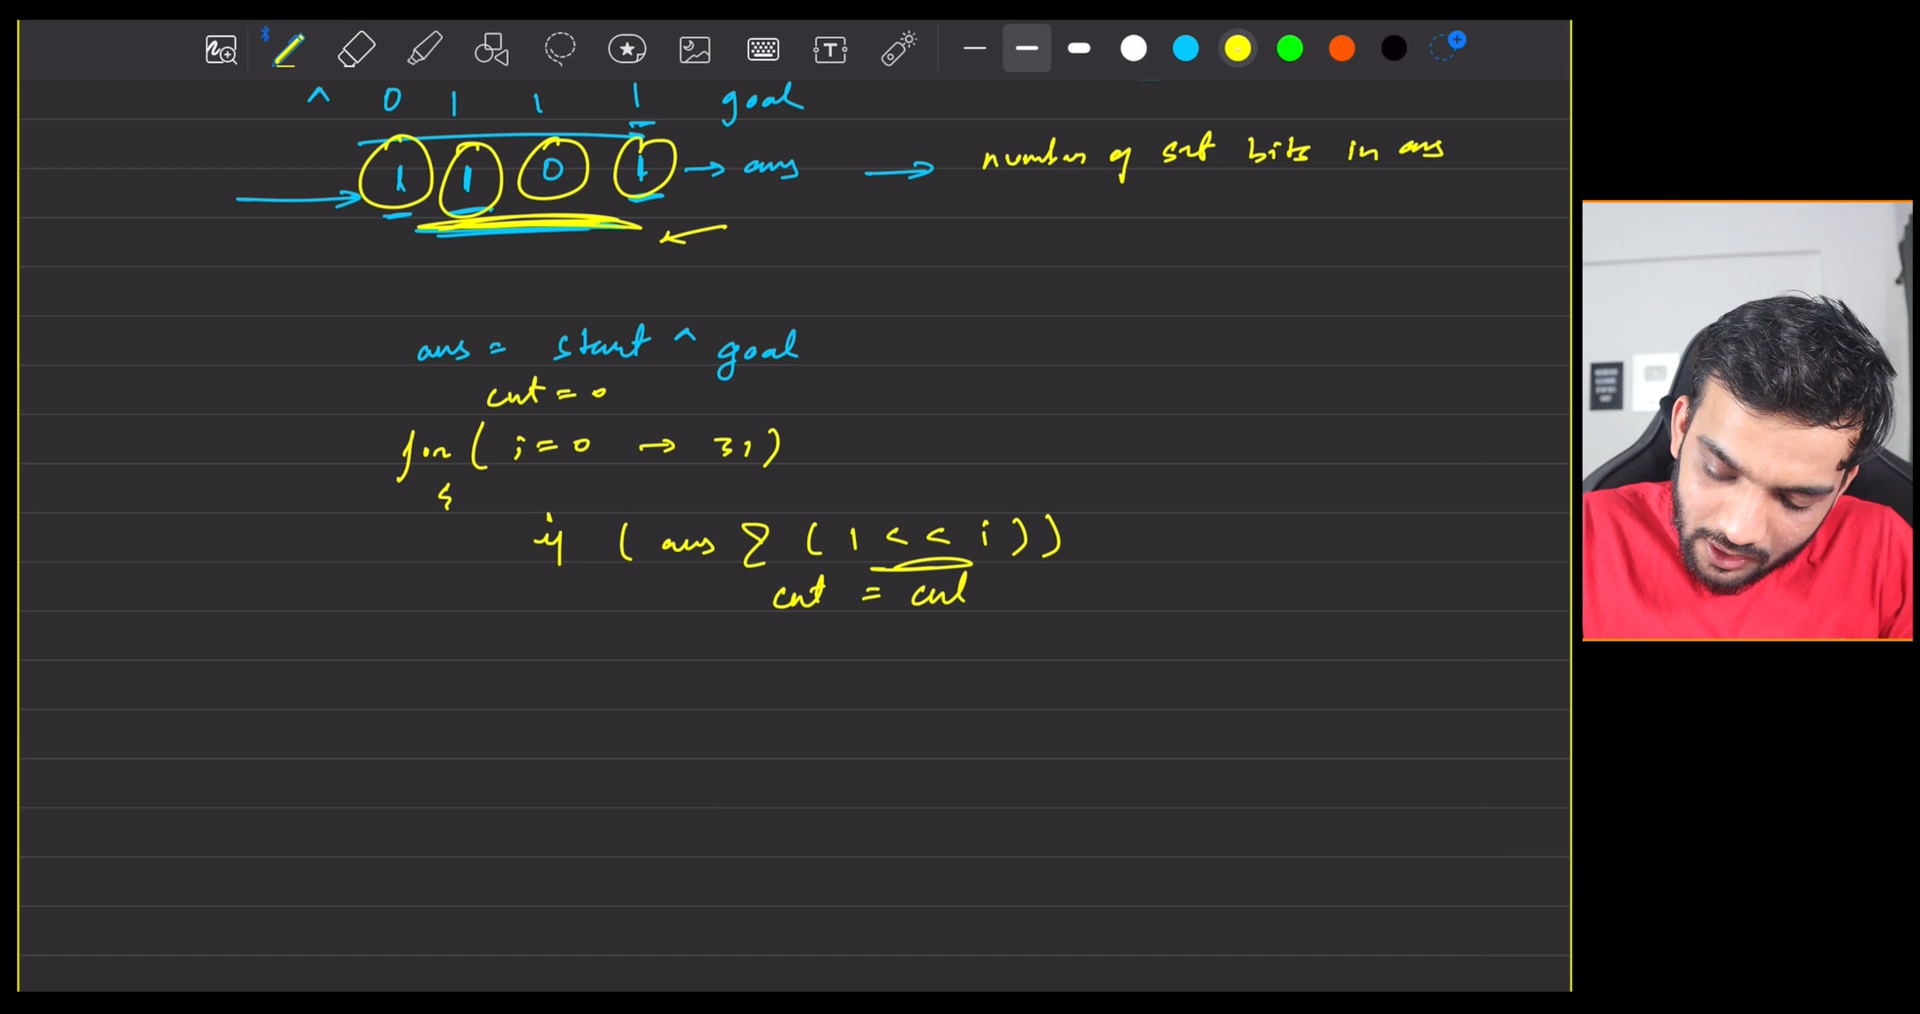 ^ 0 1 1 1 goal
1 1 0 1 → ans → number of set bits in ans
ans = start ^ goal
cnt = 0
for ( i = 0 → 31 )
{
if ( ans & ( 1 << i ) )
cnt = cnt